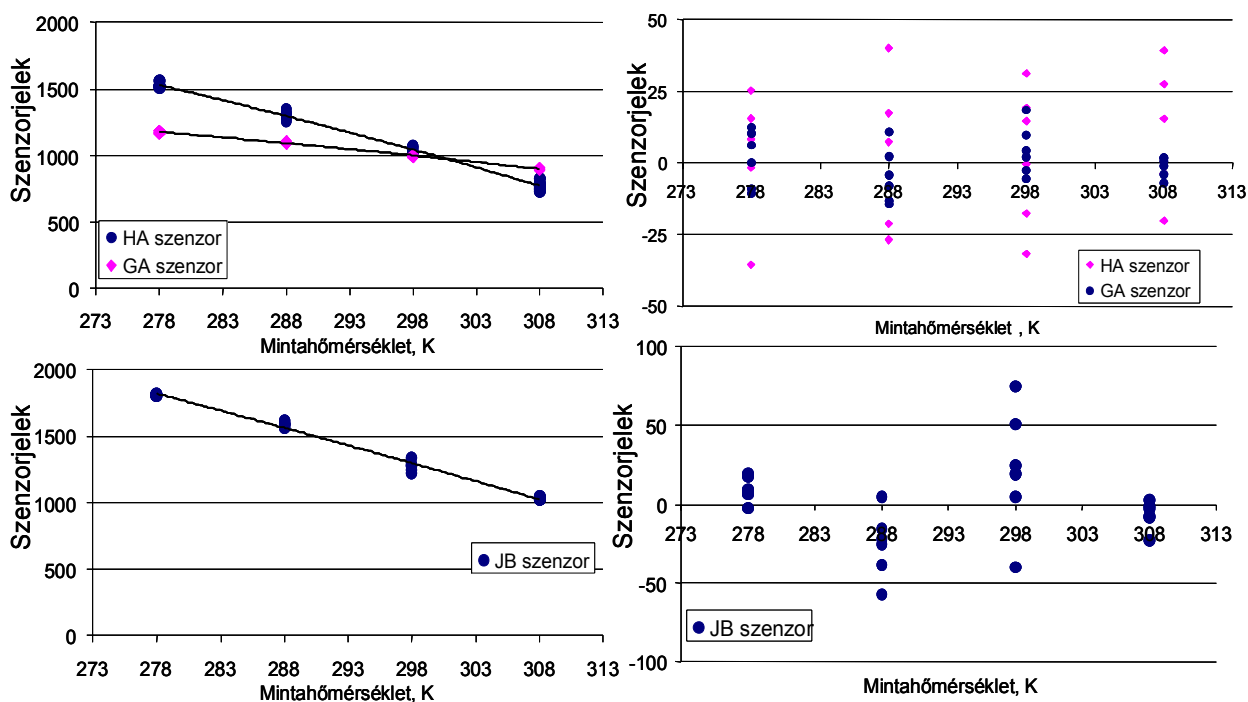 Szenzorjelek
2000
1500
1000
500
0
HA szenzor
GA szenzor
273 278 283 288 293 298 303 308 313
Mintahőmérséklet, K
Szenzorjelek
50
25
0
-25
-50
273 278 283 288 293 298 303 308 313
HA szenzor
GA szenzor
Mintahőmérséklet , K
Szenzorjelek
2000
1500
1000
500
0
JB szenzor
273 278 283 288 293 298 303 308 313
Mintahőmérséklet, K
Szenzorjelek
100
50
0
-50
-100
273 278 283 288 293 298 303 308 313
JB szenzor
Mintahőmérséklet, K